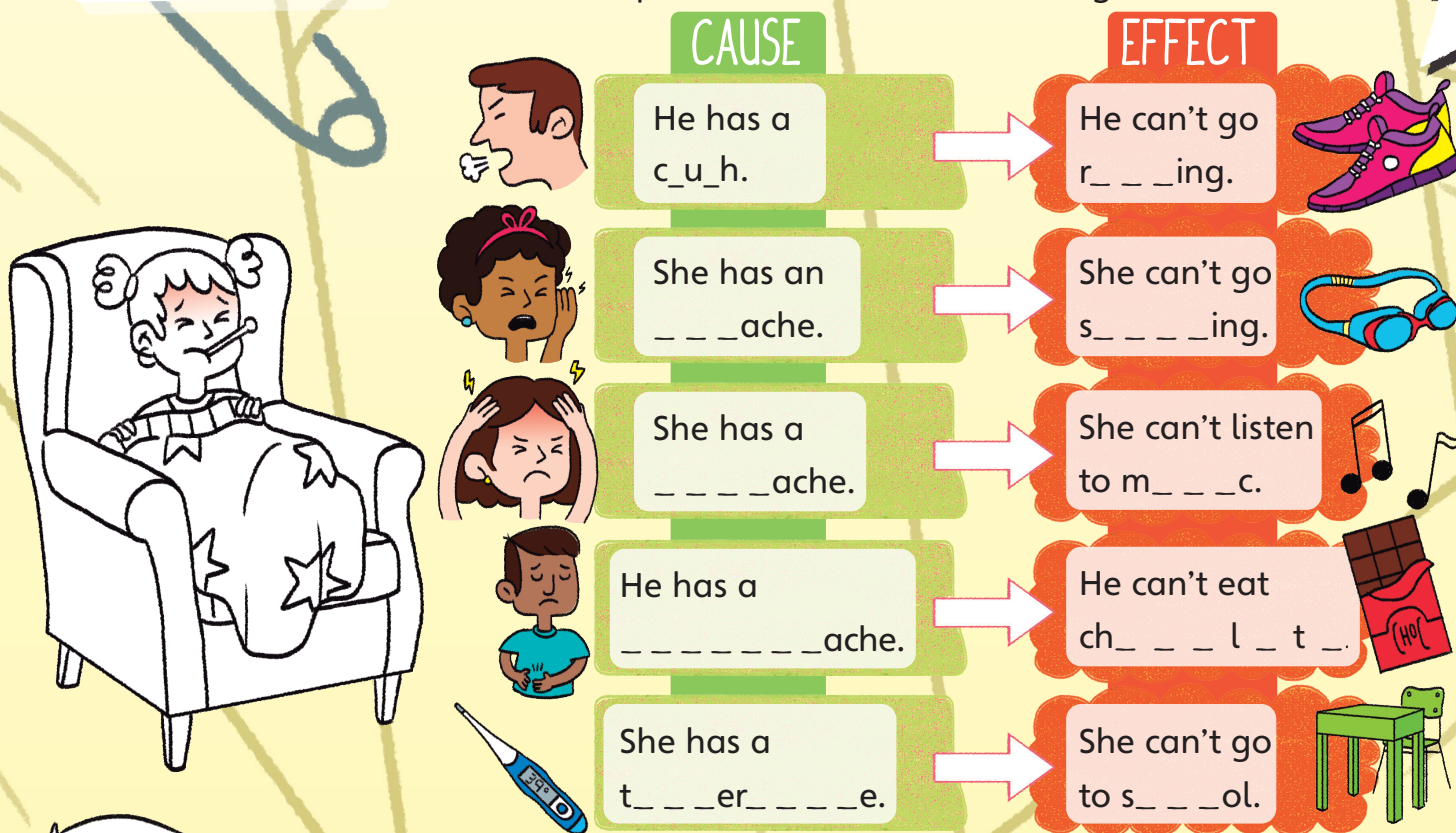 CAUSE
EFFECT
He has a
c_u_h.
He can't go
r_ _ _ing.
She has an
_ _ _ache.
She can't go
s_ _ _ _ing.
She has a
_ _ _ _ache.
She can't listen
to m_ _ _c.
He has a
_ _ _ _ _ _ _ache.
He can't eat
ch_ _ _ l _ t _.
CHOC
She has a
t_ _ _er_ _ _ _e.
39°
She can't go
to s_ _ _ol.